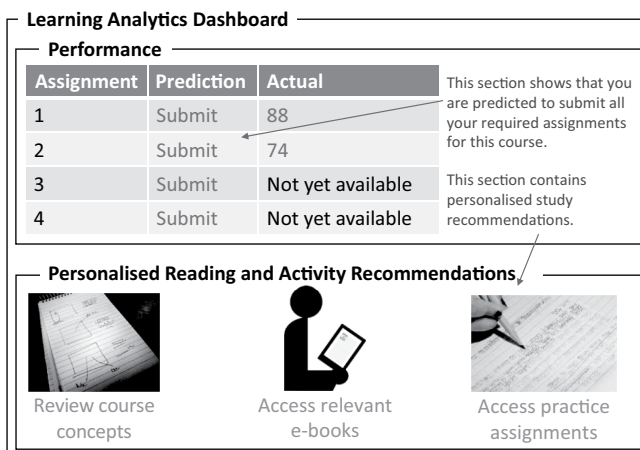 Learning Analytics Dashboard
Performance
Assignment Prediction Actual
1 Submit 88
2 Submit 74
3 Submit Not yet available
4 Submit Not yet available
This section shows that you
are predicted to submit all
your required assignments
for this course.
This section contains
personalised study
recommendations.
Personalised Reading and Activity Recommendations
Review course
concepts
Access relevant
e-books
Access practice
assignments